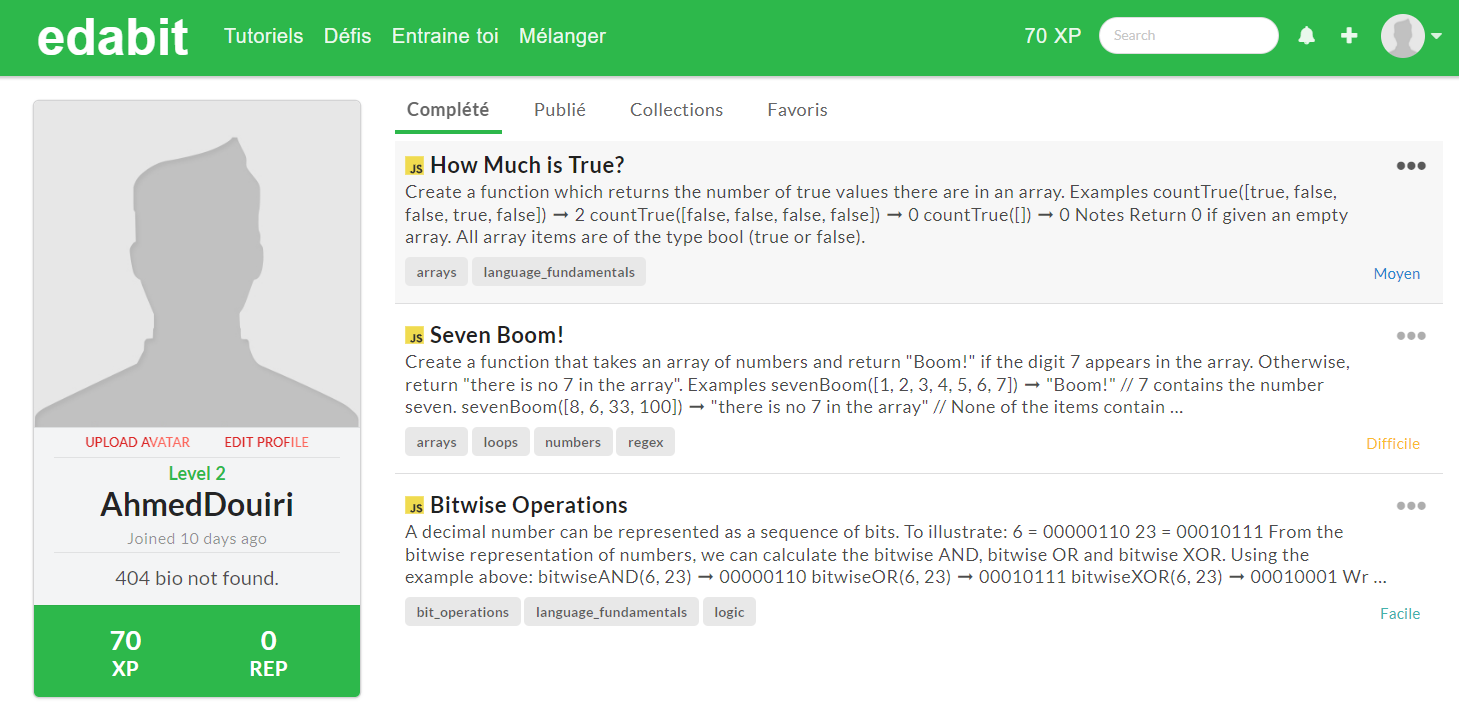 edabit Tutoriels Défis Entraine toi Mélanger 70 XP Search
Complété Publié Collections Favoris
JS How Much is True?
Create a function which returns the number of true values there are in an array. Examples countTrue([true, false,
false, true, false]) ➞ 2 countTrue([false, false, false, false]) ➞ 0 countTrue([]) ➞ 0 Notes Return 0 if given an empty
array. All array items are of the type bool (true or false).
arrays language_fundamentals Moyen
JS Seven Boom!
Create a function that takes an array of numbers and return "Boom!" if the digit 7 appears in the array. Otherwise,
return "there is no 7 in the array". Examples sevenBoom([1, 2, 3, 4, 5, 6, 7]) ➞ "Boom!" // 7 contains the number
seven. sevenBoom([8, 6, 33, 100]) ➞ "there is no 7 in the array" // None of the items contain ...
arrays loops numbers regex Difficile
JS Bitwise Operations
A decimal number can be represented as a sequence of bits. To illustrate: 6 = 00000110 23 = 00010111 From the
bitwise representation of numbers, we can calculate the bitwise AND, bitwise OR and bitwise XOR. Using the
example above: bitwiseAND(6, 23) ➞ 00000110 bitwiseOR(6, 23) ➞ 00010111 bitwiseXOR(6, 23) ➞ 00010001 Wr ...
bit_operations language_fundamentals logic Facile
UPLOAD AVATAR EDIT PROFILE
Level 2
AhmedDouiri
Joined 10 days ago
404 bio not found.
70 0
XP REP